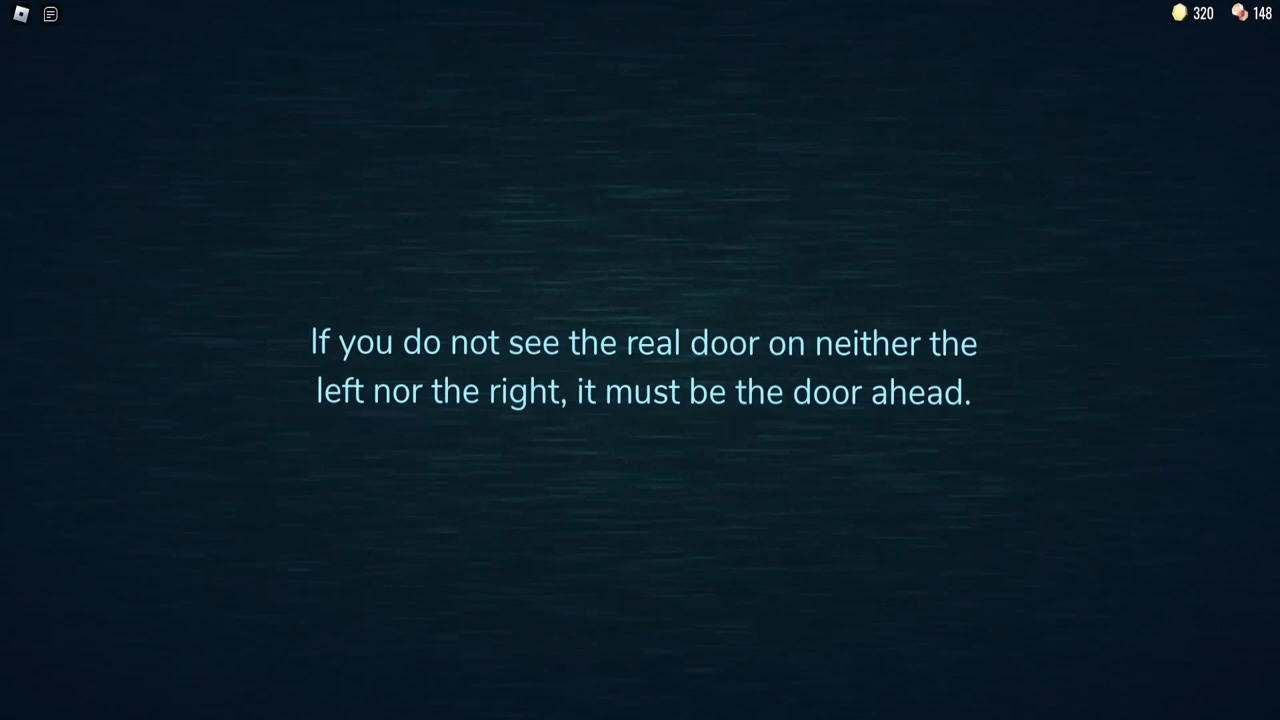 320 148
If you do not see the real door on neither the
left nor the right, it must be the door ahead.